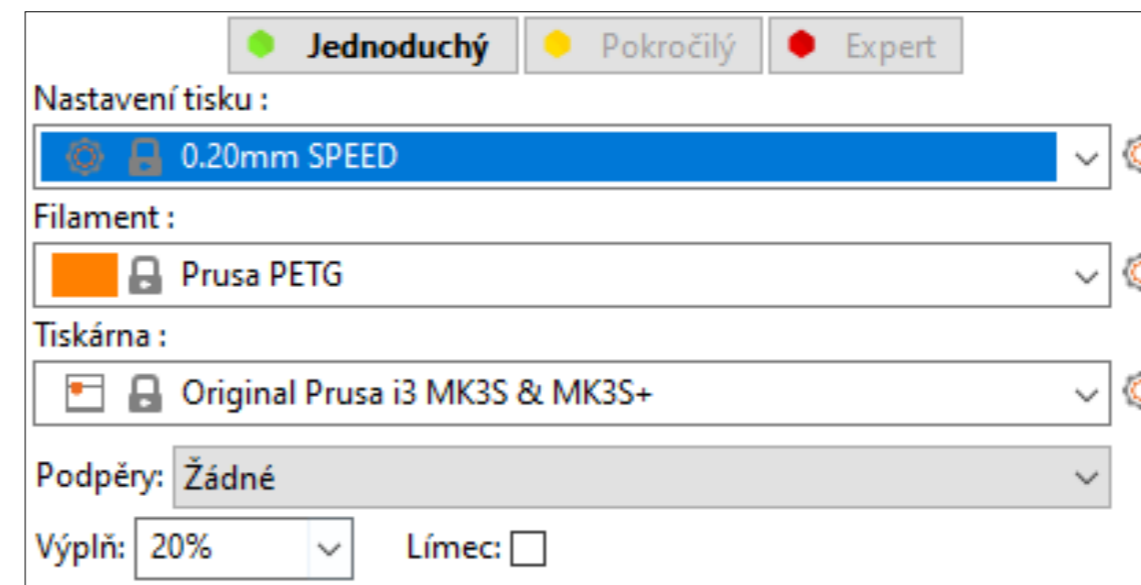 Jednoduchý Pokročilý Expert
Nastavení tisku :
0.20mm SPEED
Filament :
Prusa PETG
Tiskárna :
Original Prusa i3 MK3S & MK3S+
Podpěry: Žádné
Výplň: 20% Límec: